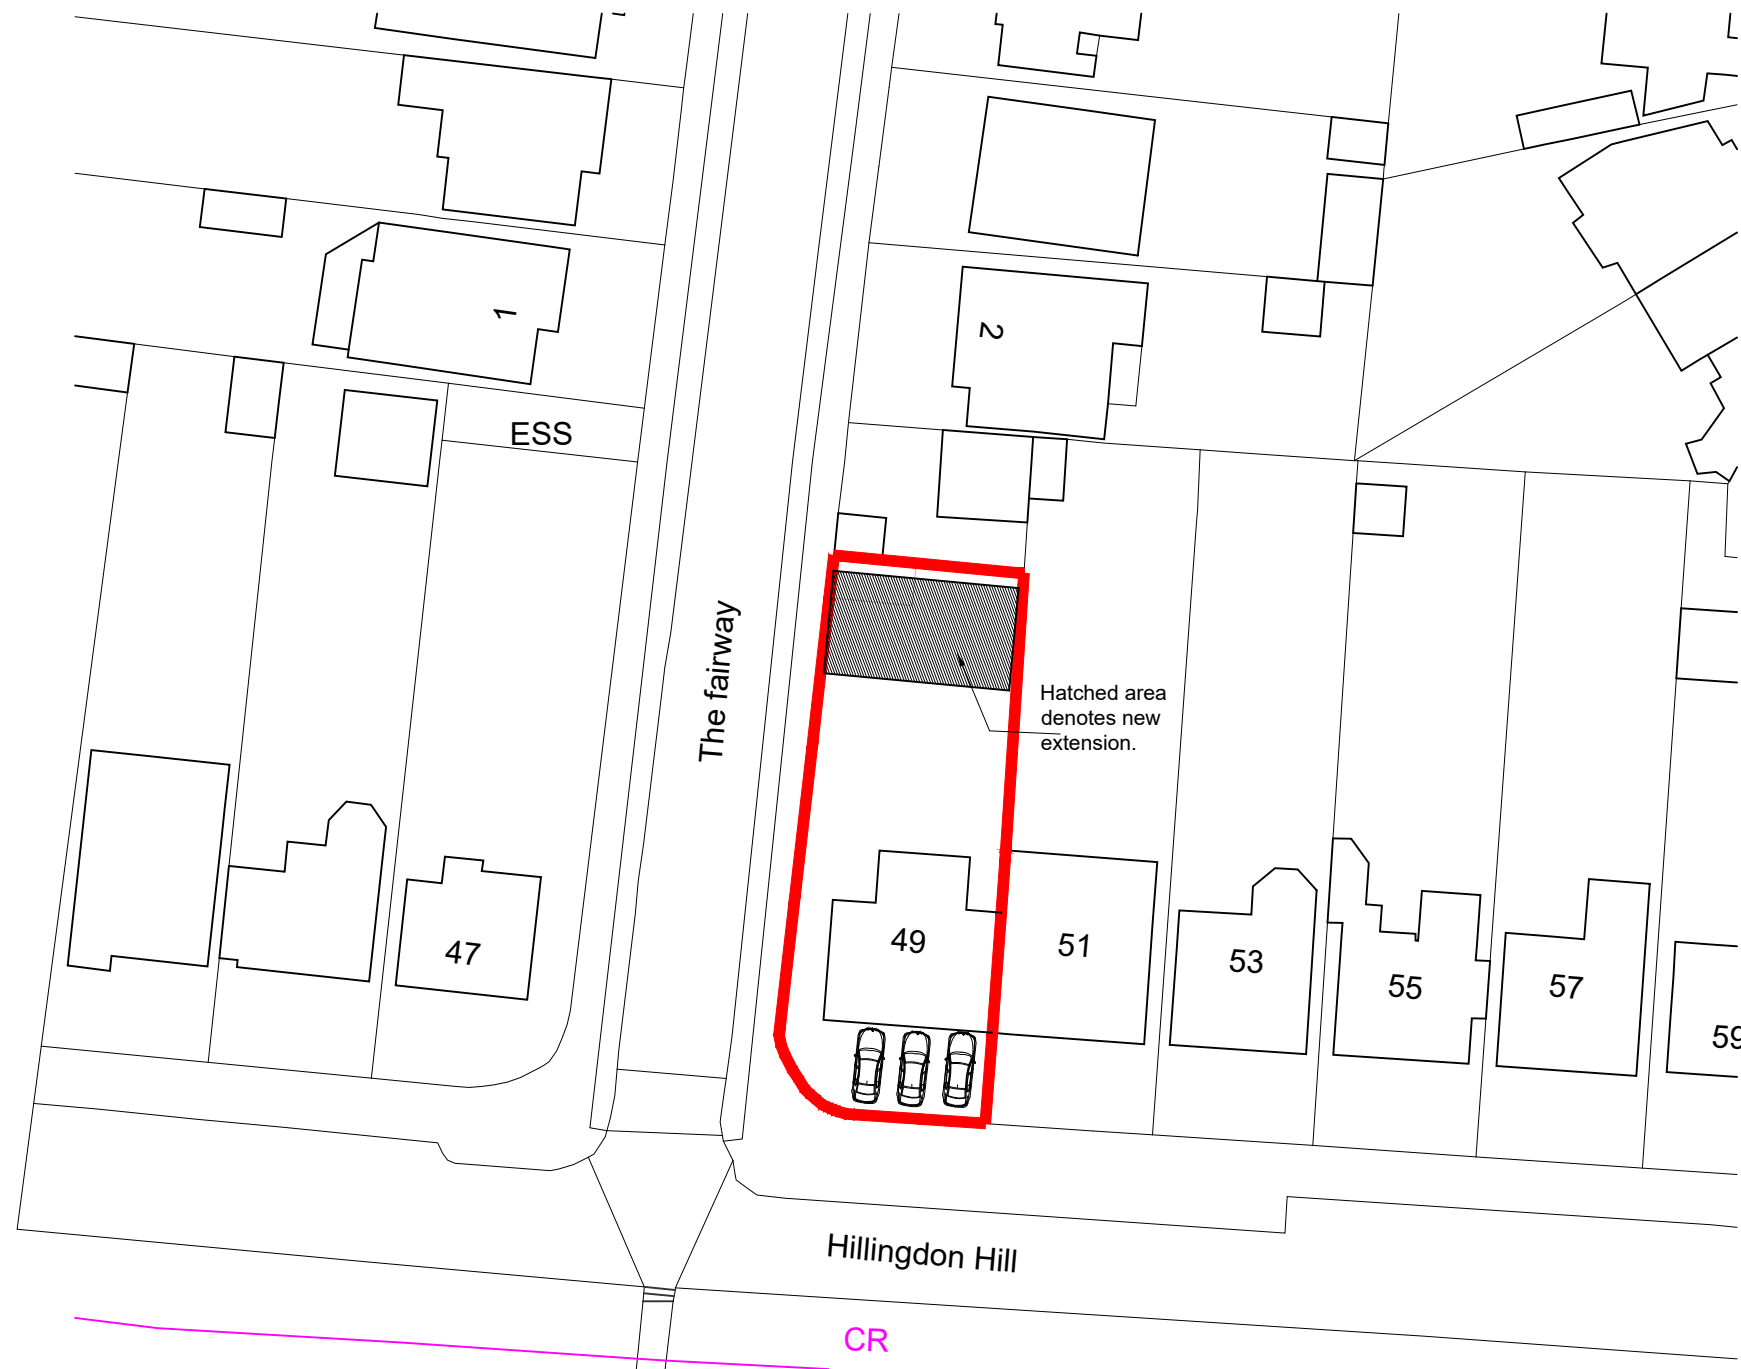 1
2
ESS
The fairway
Hatched area
denotes new
extension.
47
49
51
53
55
57
59
Hillingdon Hill
CR